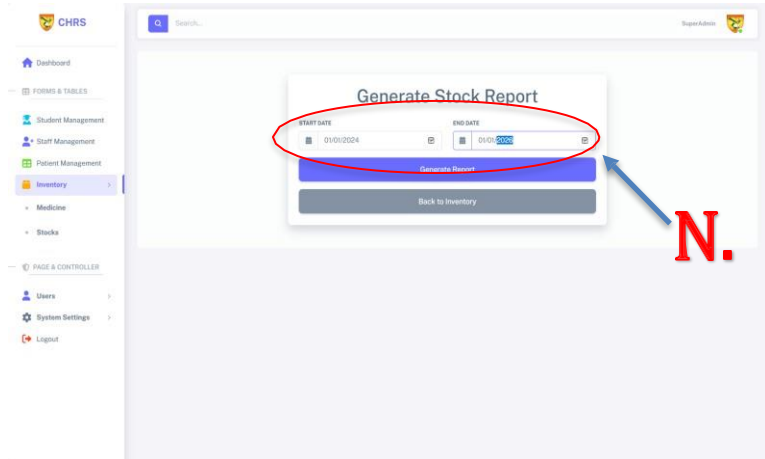 CHRS
Search...
SuperAdmin
Dashboard
FORMS & TABLES
Student Management
Staff Management
Patient Management
Inventory
Medicine
Stocks
PAGE & CONTROLLER
Users
System Settings
Logout
Generate Stock Report
START DATE END DATE
01/01/2024 01/01/2026
Generate Report
Back to Inventory
N.